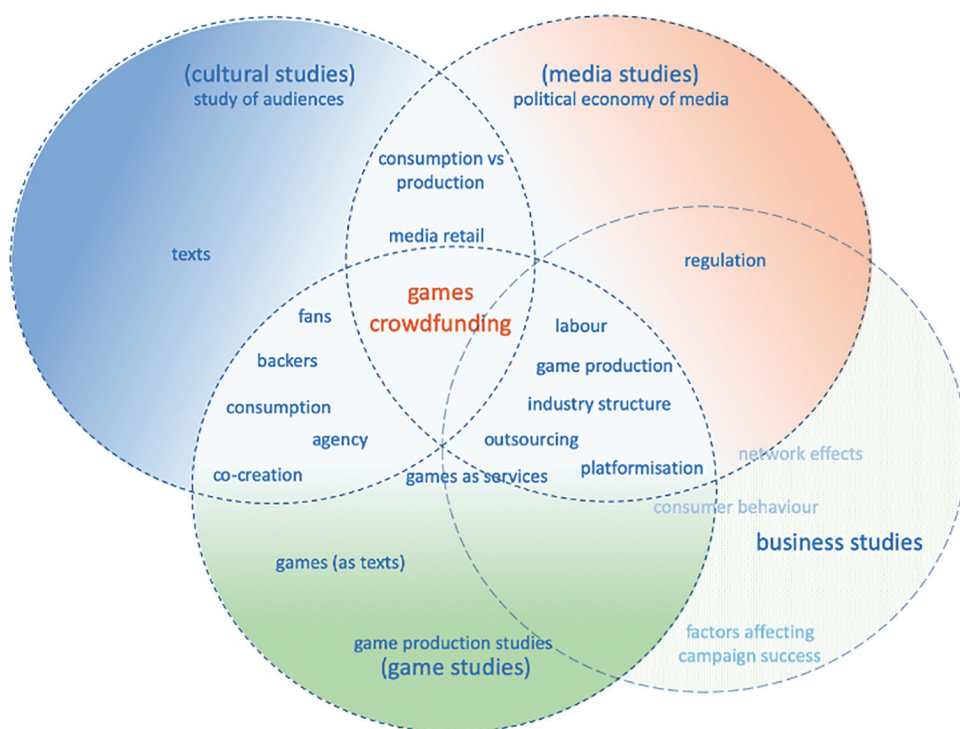 (cultural studies)
study of audiences
(media studies)
political economy of media
consumption vs
production
media retail
texts
regulation
games
crowdfunding
fans
labour
backers
game production
consumption
industry structure
agency
outsourcing
co-creation
games as services
platformisation
network effects
consumer behaviour
business studies
games (as texts)
game production studies
(game studies)
factors affecting
campaign success